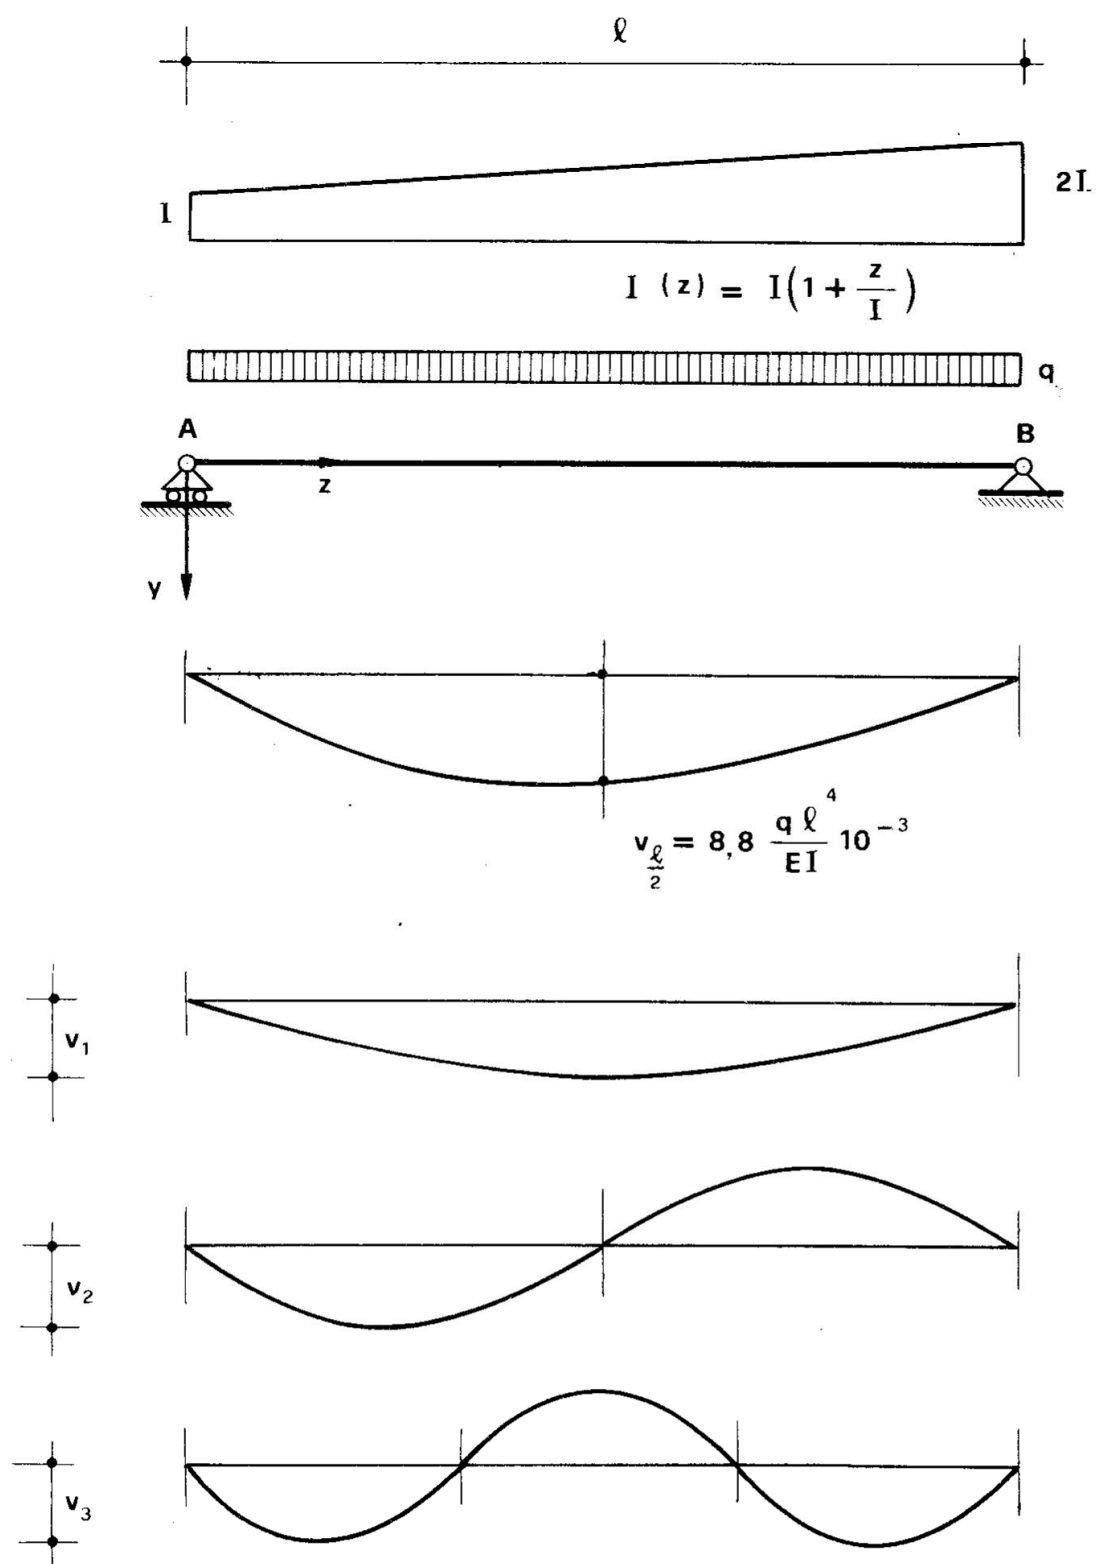 ℓ
I
2I
I (z) = I(1 + z/I)
q
A
B
z
y
v_{ℓ/2} = 8,8 qℓ⁴/EI 10⁻³
v₁
v₂
v₃